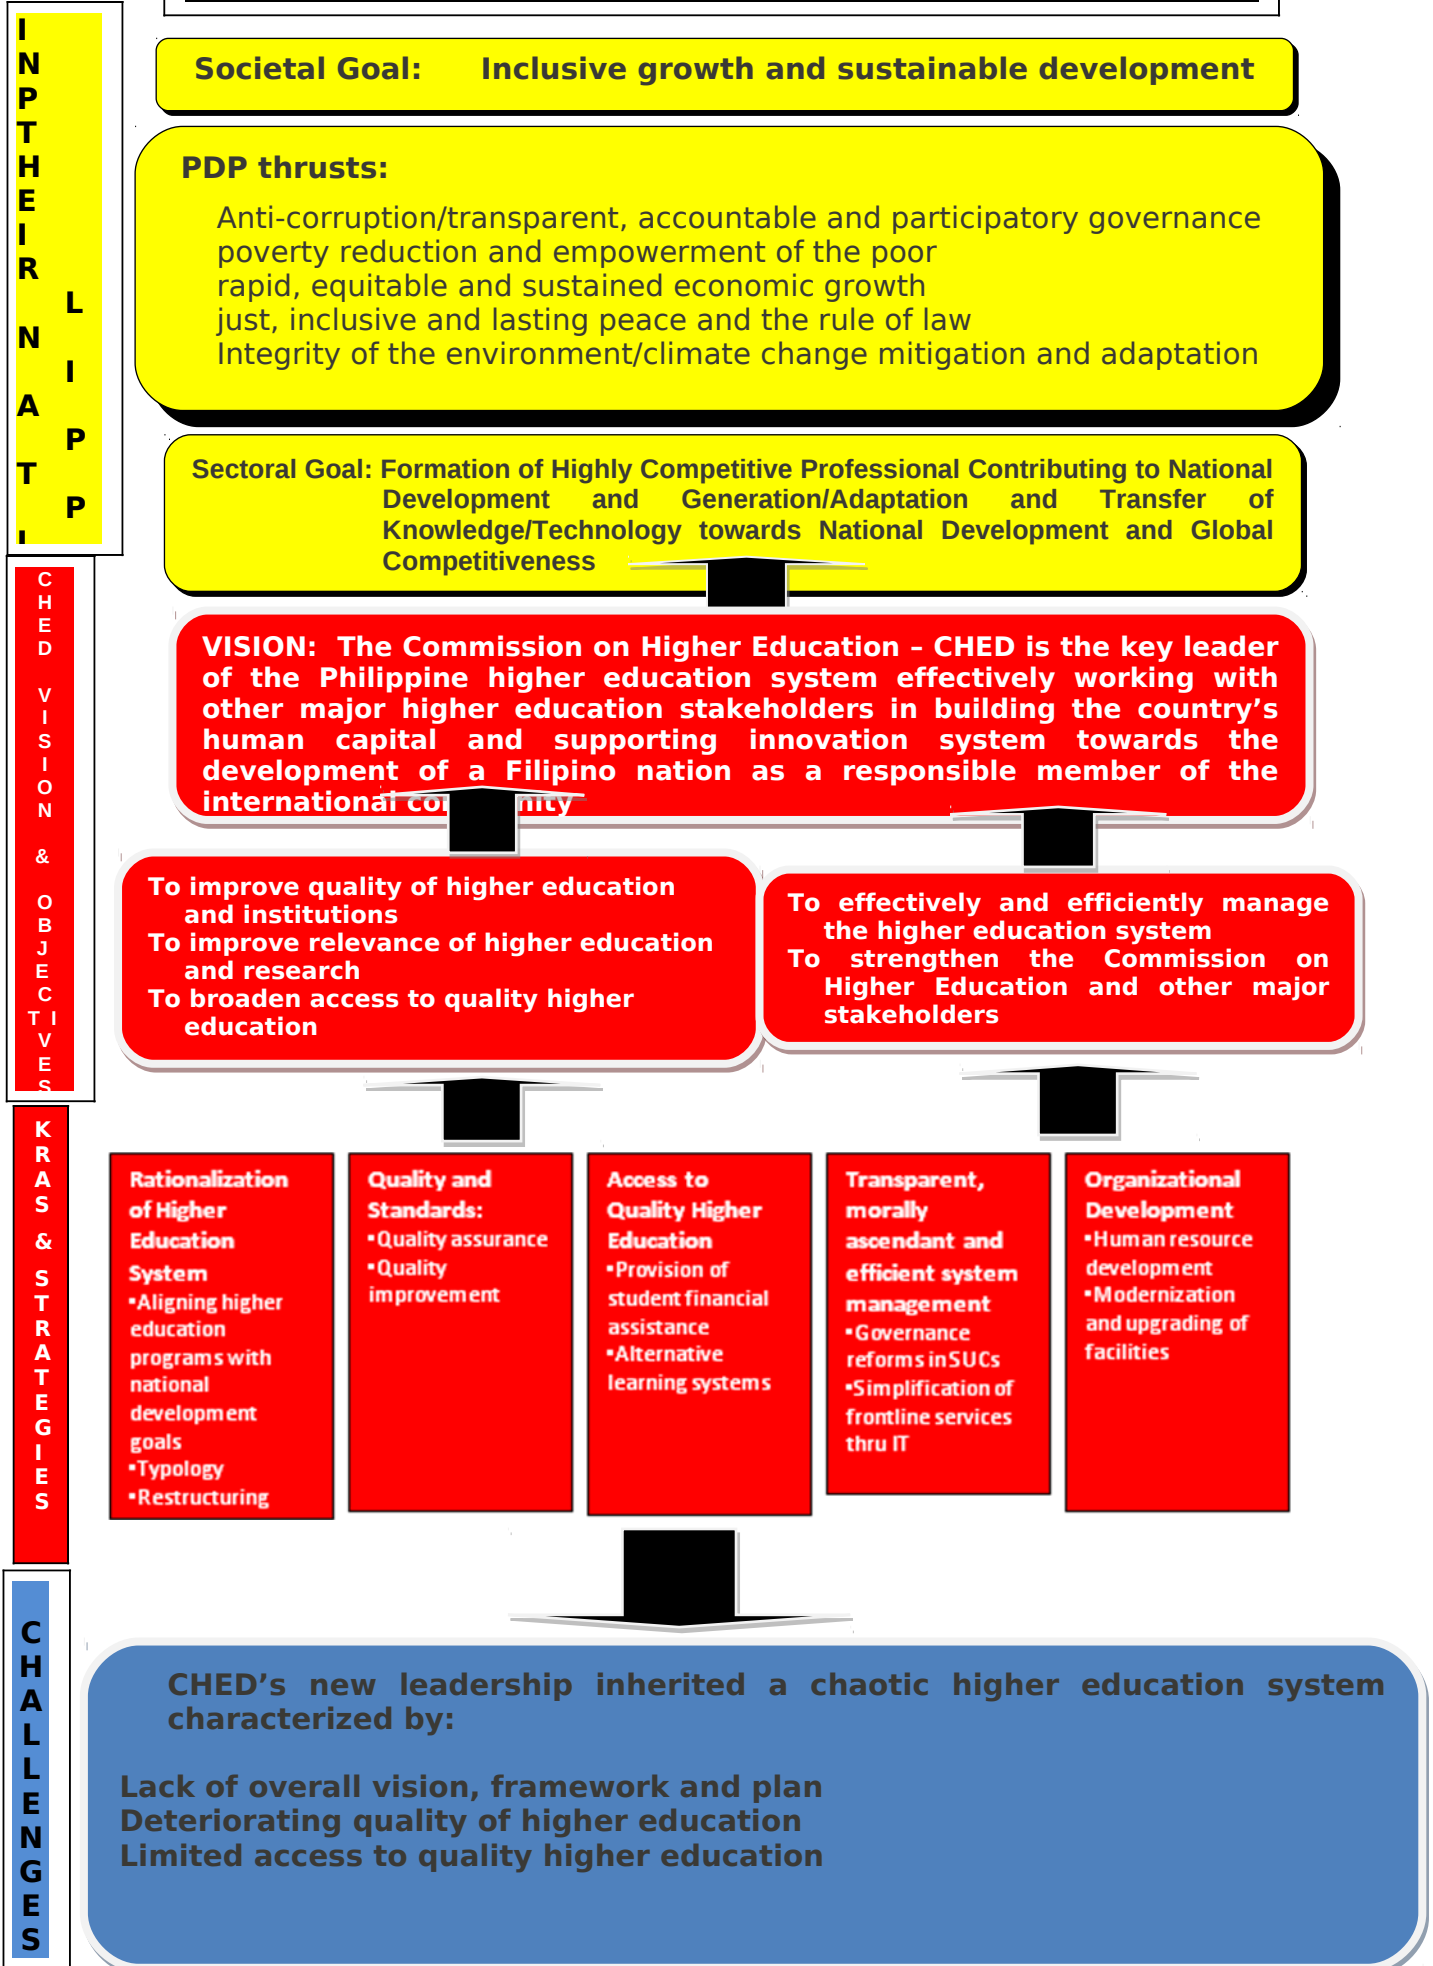 I
N
P
T
H
E
I
R
L
N
I
A
P
T
P
Societal Goal: Inclusive growth and sustainable development
PDP thrusts:
Anti-corruption/transparent, accountable and participatory governance
poverty reduction and empowerment of the poor
rapid, equitable and sustained economic growth
just, inclusive and lasting peace and the rule of law
Integrity of the environment/climate change mitigation and adaptation
Sectoral Goal: Formation of Highly Competitive Professional Contributing to National
Development and Generation/Adaptation and Transfer of
Knowledge/Technology towards National Development and Global
Competitiveness
C
H
E
D
V
I
S
I
O
N
&
O
B
J
E
C
T I
V
E
S
VISION: The Commission on Higher Education – CHED is the key leader
of the Philippine higher education system effectively working with
other major higher education stakeholders in building the country’s
human capital and supporting innovation system towards the
development of a Filipino nation as a responsible member of the
international
To improve quality of higher education
and institutions
To improve relevance of higher education
and research
To broaden access to quality higher
education
To effectively and efficiently manage
the higher education system
To strengthen the Commission on
Higher Education and other major
stakeholders
K
R
A
S
&
S
T
R
A
T
E
G
I
E
S
Rationalization
of Higher
Education
System
▪Aligning higher
education
programs with
national
development
goals
▪Typology
▪Restructuring
Quality and
Standards:
▪Quality assurance
▪Quality
improvement
Access to
Quality Higher
Education
▪Provision of
student financial
assistance
▪Alternative
learning systems
Transparent,
morally
ascendant and
efficient system
management
▪Governance
reforms in SUCs
▪Simplification of
frontline services
thru IT
Organizational
Development
▪Human resource
development
▪Modernization
and upgrading of
facilities
C
H
A
L
L
E
N
G
E
S
CHED’s new leadership inherited a chaotic higher education system
characterized by:
Lack of overall vision, framework and plan
Deteriorating quality of higher education
Limited access to quality higher education